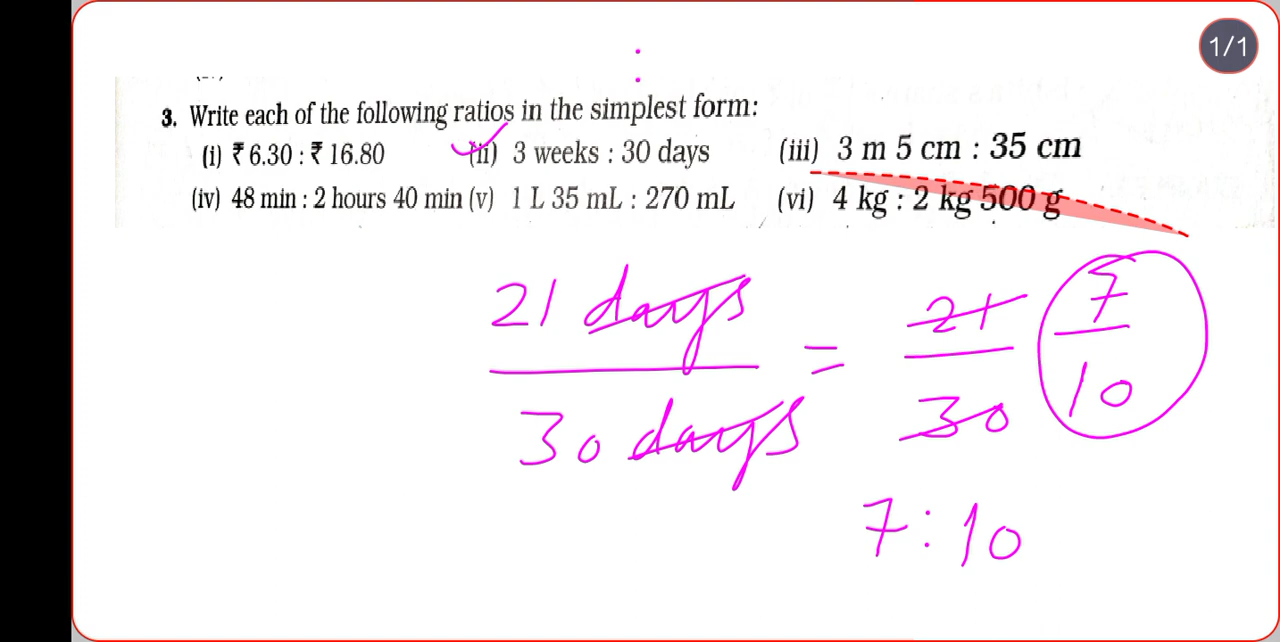 1/1
3. Write each of the following ratios in the simplest form:
(i) ₹ 6.30 : ₹ 16.80 (ii) 3 weeks : 30 days (iii) 3 m 5 cm : 35 cm
(iv) 48 min : 2 hours 40 min (v) 1 L 35 mL : 270 mL (vi) 4 kg : 2 kg 500 g
21 days / 30 days = 21 / 30 7 / 10
7 : 10